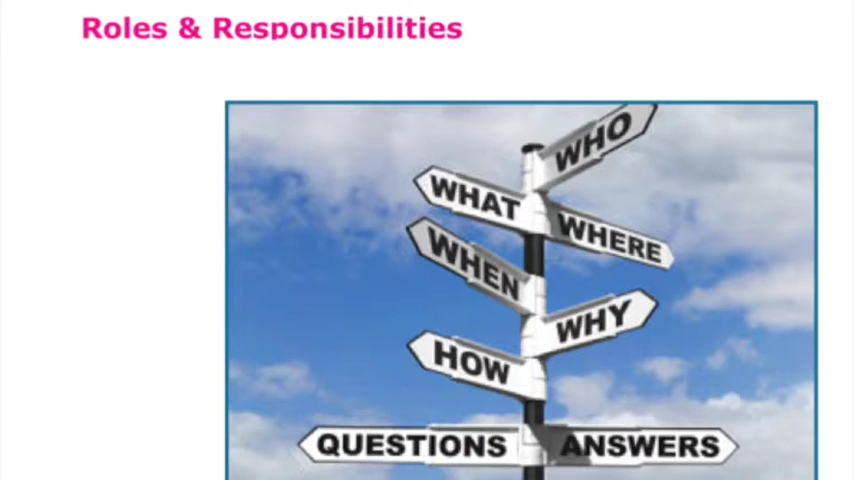 Roles & Responsibilities
WHO
WHAT
WHERE
WHEN
WHY
HOW
QUESTIONS ANSWERS